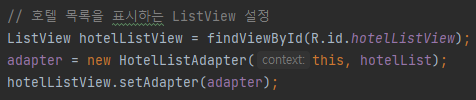 // 호텔 목록을 표시하는 ListView 설정
ListView hotelListView = findViewById(R.id.hotelListView);
adapter = new HotelListAdapter( context: this, hotelList);
hotelListView.setAdapter(adapter);